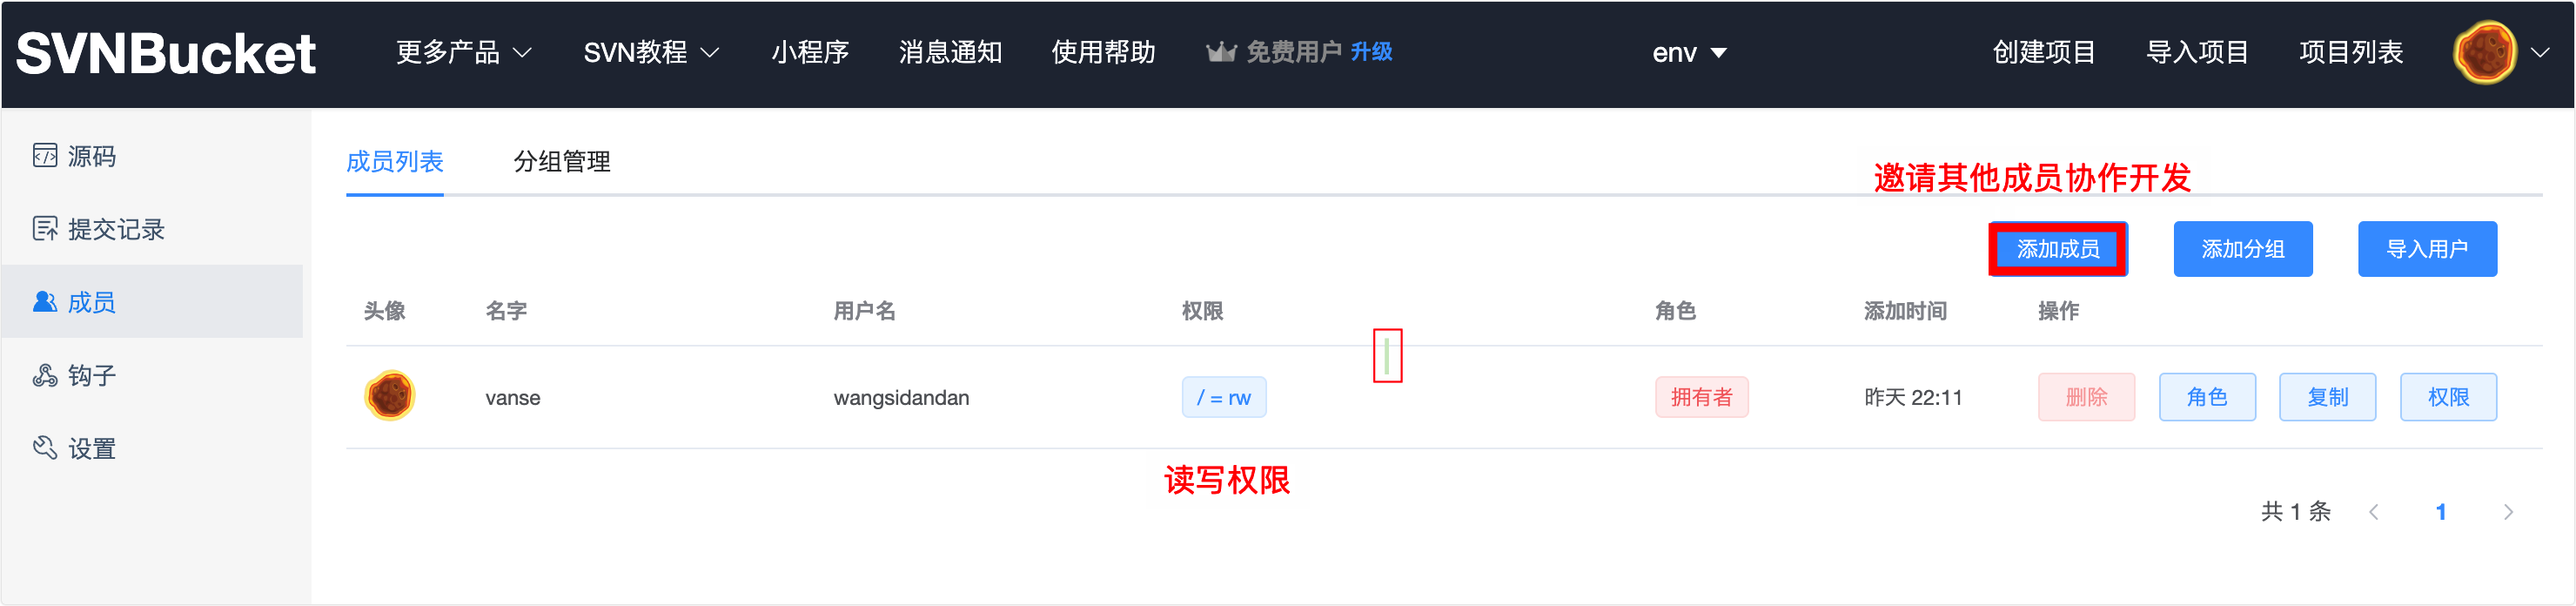 SVNBucket 更多产品 SVN教程 小程序 消息通知 使用帮助 免费用户 升级 env 创建项目 导入项目 项目列表
源码
提交记录
成员
钩子
设置
成员列表 分组管理
邀请其他成员协作开发
添加成员 添加分组 导入用户
头像 名字 用户名 权限 角色 添加时间 操作
vanse wangsidandan / = rw 拥有者 昨天 22:11 删除 角色 复制 权限
读写权限
共 1 条 1